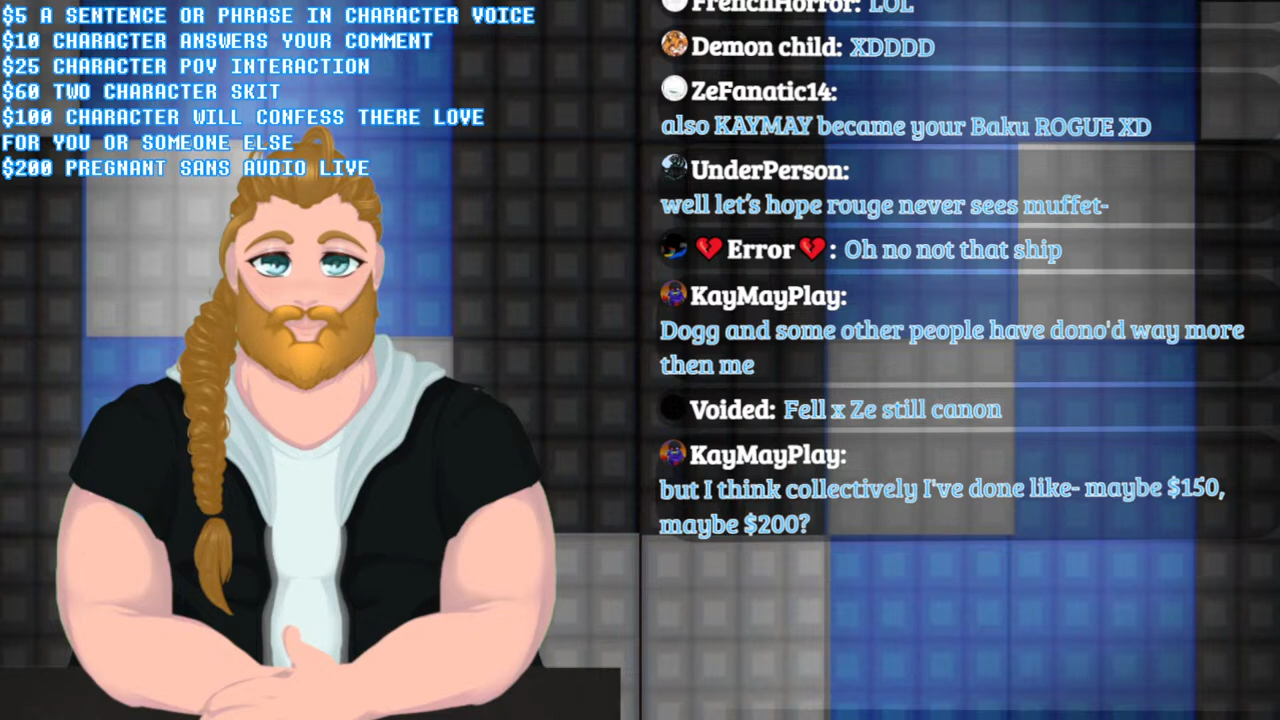 $5 A SENTENCE OR PHRASE IN CHARACTER VOICE
$10 CHARACTER ANSWERS YOUR COMMENT
$25 CHARACTER POV INTERACTION
$60 TWO CHARACTER SKIT
$100 CHARACTER WILL CONFESS THERE LOVE
FOR YOU OR SOMEONE ELSE
$200 PREGNANT SANS AUDIO LIVE
FrenchHorror: LOL
Demon child: XDDDD
ZeFanatic14:
also KAYMAY became your Baku ROGUE XD
UnderPerson:
well let's hope rouge never sees muffet-
💔 Error 💔: Oh no not that ship
KayMayPlay:
Dogg and some other people have dono'd way more
then me
Voided: Fell x Ze still canon
KayMayPlay:
but I think collectively I've done like- maybe $150,
maybe $200?